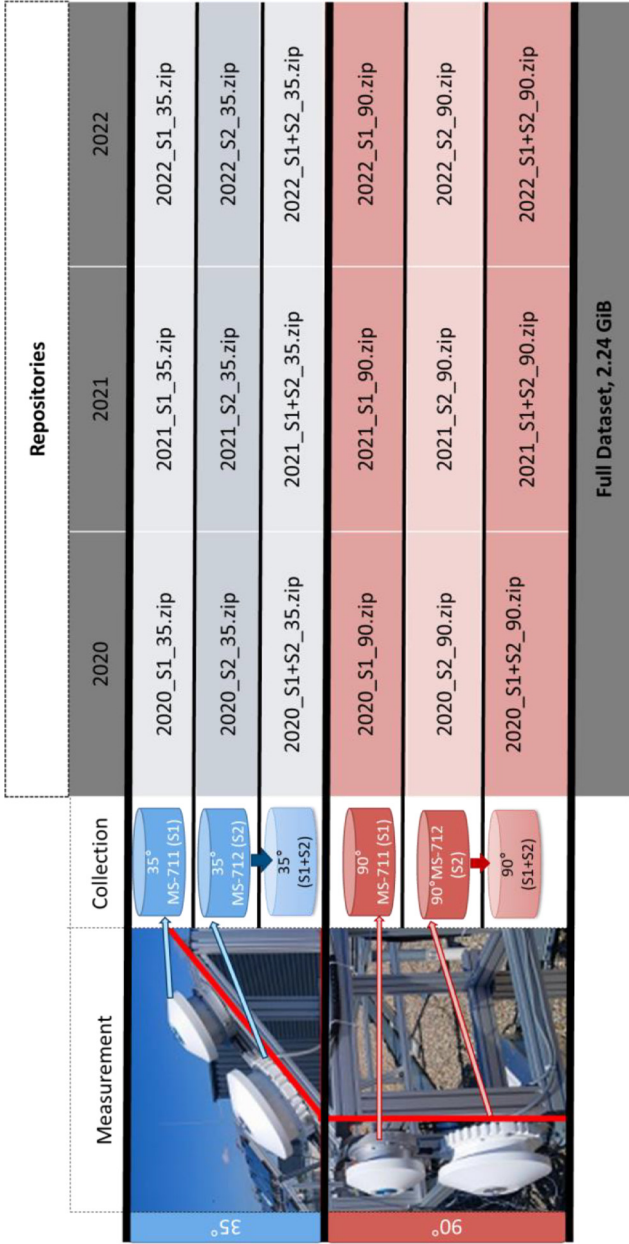 Repositories
Measurement
Collection
2020
2021
2022
35°
35°
MS-711 (S1)
2020_S1_35.zip
2021_S1_35.zip
2022_S1_35.zip
35°
MS-712 (S2)
2020_S2_35.zip
2021_S2_35.zip
2022_S2_35.zip
35°
(S1+S2)
2020_S1+S2_35.zip
2021_S1+S2_35.zip
2022_S1+S2_35.zip
90°
90°
MS-711 (S1)
2020_S1_90.zip
2021_S1_90.zip
2022_S1_90.zip
90°MS-712
(S2)
2020_S2_90.zip
2021_S2_90.zip
2022_S2_90.zip
90°
(S1+S2)
2020_S1+S2_90.zip
2021_S1+S2_90.zip
2022_S1+S2_90.zip
Full Dataset, 2.24 GiB